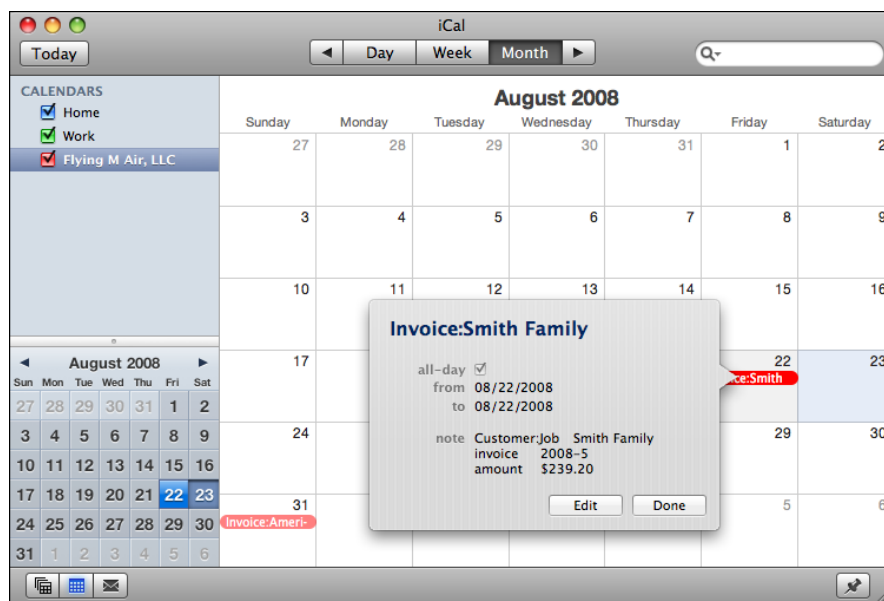 iCal
Today
Day Week Month
CALENDARS
Home
Work
Flying M Air, LLC
August 2008
Sunday Monday Tuesday Wednesday Thursday Friday Saturday
27 28 29 30 31 1 2
3 4 5 6 7 8 9
10 11 12 13 14 15 16
17 22 23
ice:Smith
24 29 30
31 5 6
Invoice:Ameri-
Invoice:Smith Family
all-day
from 08/22/2008
to 08/22/2008
note Customer:Job Smith Family
invoice 2008-5
amount $239.20
Edit Done
August 2008
Sun Mon Tue Wed Thu Fri Sat
27 28 29 30 31 1 2
3 4 5 6 7 8 9
10 11 12 13 14 15 16
17 18 19 20 21 22 23
24 25 26 27 28 29 30
31 1 2 3 4 5 6